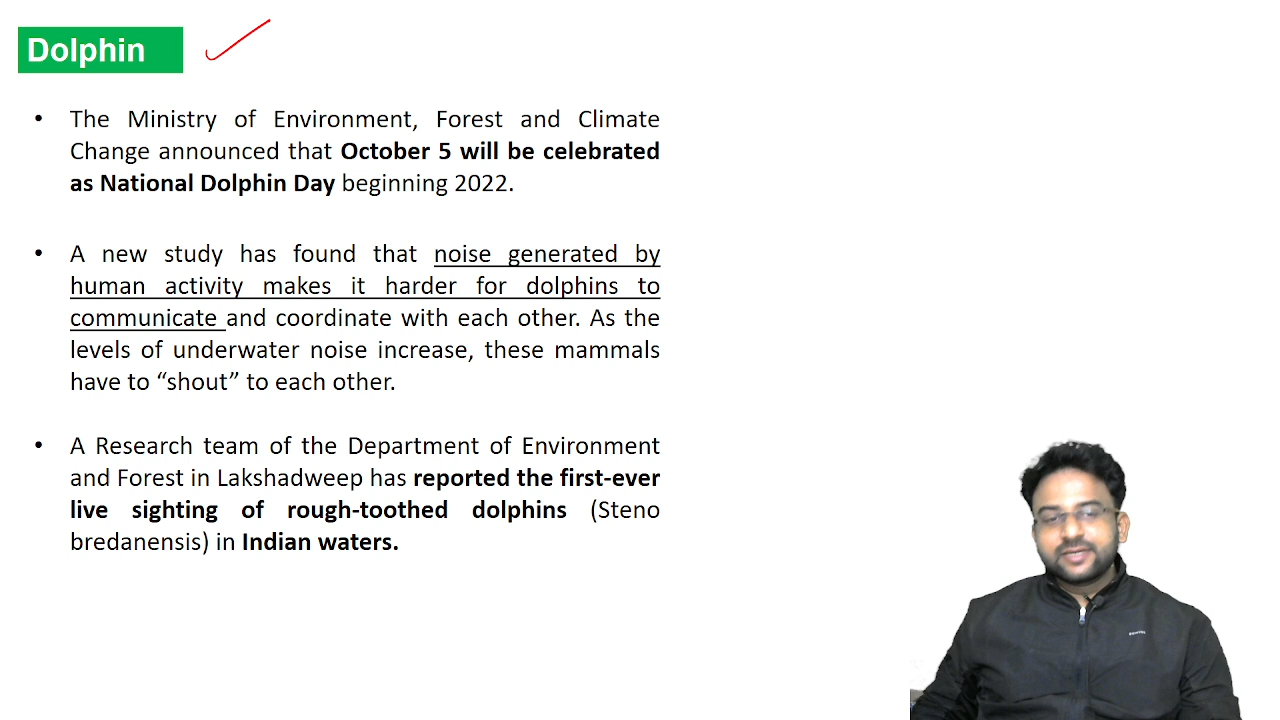 Dolphin
• The Ministry of Environment, Forest and Climate
Change announced that October 5 will be celebrated
as National Dolphin Day beginning 2022.
• A new study has found that noise generated by
human activity makes it harder for dolphins to
communicate and coordinate with each other. As the
levels of underwater noise increase, these mammals
have to “shout” to each other.
• A Research team of the Department of Environment
and Forest in Lakshadweep has reported the first-ever
live sighting of rough-toothed dolphins (Steno
bredanensis) in Indian waters.